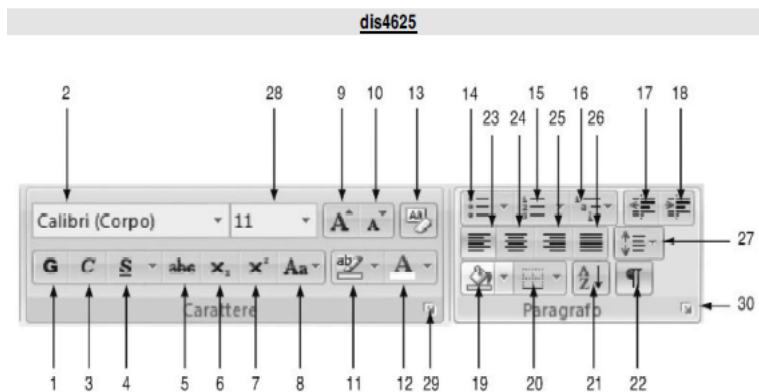 dis4625
2 28 9 10 13 14 15 16 17 18
23 24 25 26
Calibri (Corpo) 11 A A Aa
27
G C S abc x₂ x² Aa ab A A Z ¶
Carattere Paragrafo
30
1 3 4 5 6 7 8 11 12 29 19 20 21 22